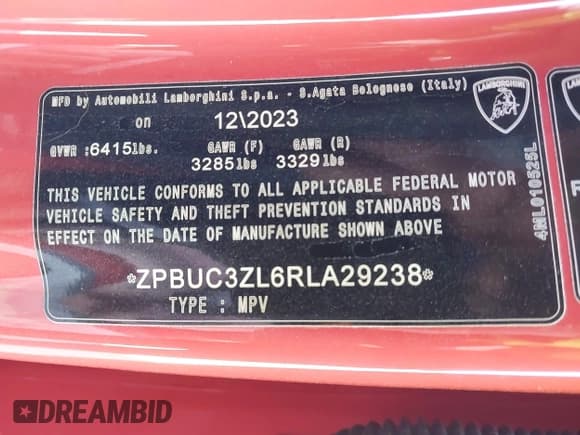 MFD by Automobili Lamborghini S.p.a. - S.Agata Bolognese (Italy)
on 12\2023
GVWR :6415lbs. GAWR (F) GAWR (R)
3285lbs 3329lbs
THIS VEHICLE CONFORMS TO ALL APPLICABLE FEDERAL MOTOR
VEHICLE SAFETY AND THEFT PREVENTION STANDARDS IN
EFFECT ON THE DATE OF MANUFACTURE SHOWN ABOVE
*ZPBUC3ZL6RLA29238*
TYPE : MPV
LAMBORGHINI
4ML010525L
DREAMBID